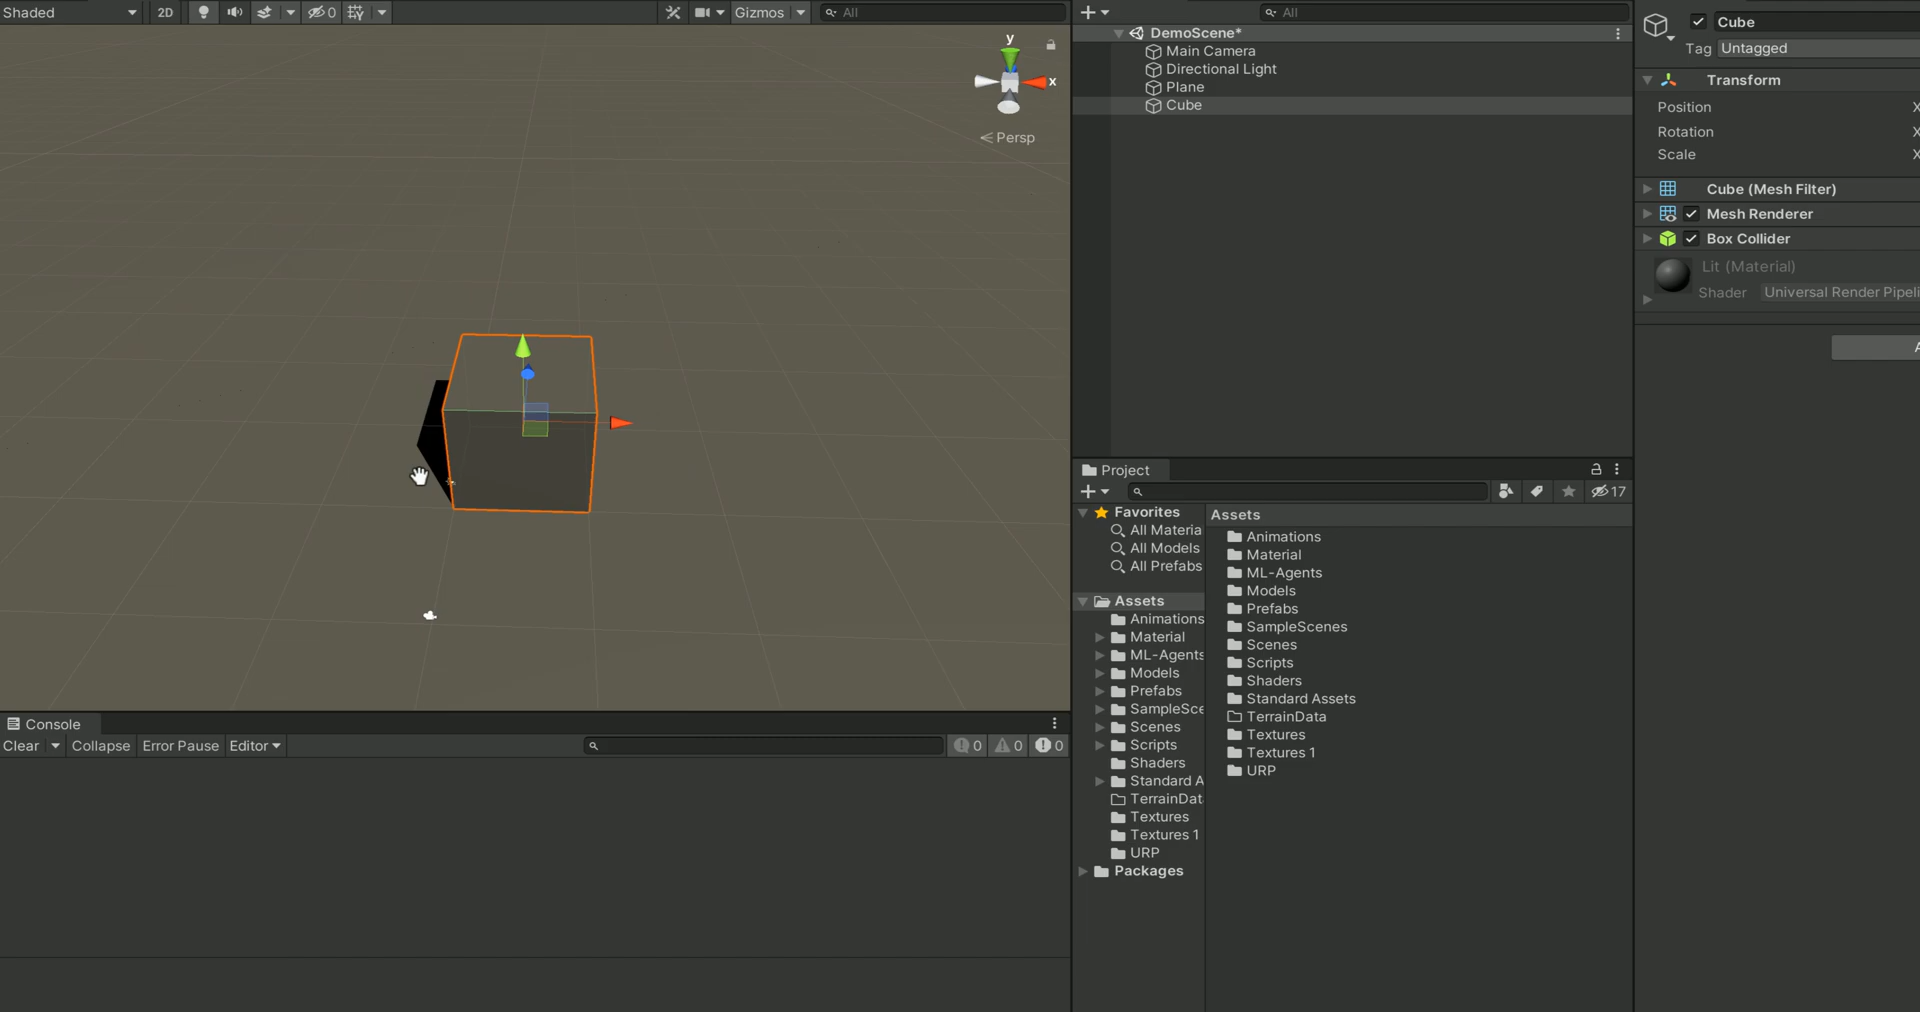 Shaded
2D
0
Gizmos
All
y
x
Persp
All
DemoScene*
Main Camera
Directional Light
Plane
Cube
Cube
Tag
Untagged
Transform
Position
X
Rotation
X
Scale
X
Cube (Mesh Filter)
Mesh Renderer
Box Collider
Lit (Material)
Shader
Universal Render Pipeli
A
Project
17
Favorites
All Materia
All Models
All Prefabs
Assets
Animations
Material
ML-Agents
Models
Prefabs
SampleSce
Scenes
Scripts
Shaders
Standard A
TerrainDat
Textures
Textures 1
URP
Packages
Assets
Animations
Material
ML-Agents
Models
Prefabs
SampleScenes
Scenes
Scripts
Shaders
Standard Assets
TerrainData
Textures
Textures 1
URP
Console
Clear
Collapse
Error Pause
Editor
0
0
0